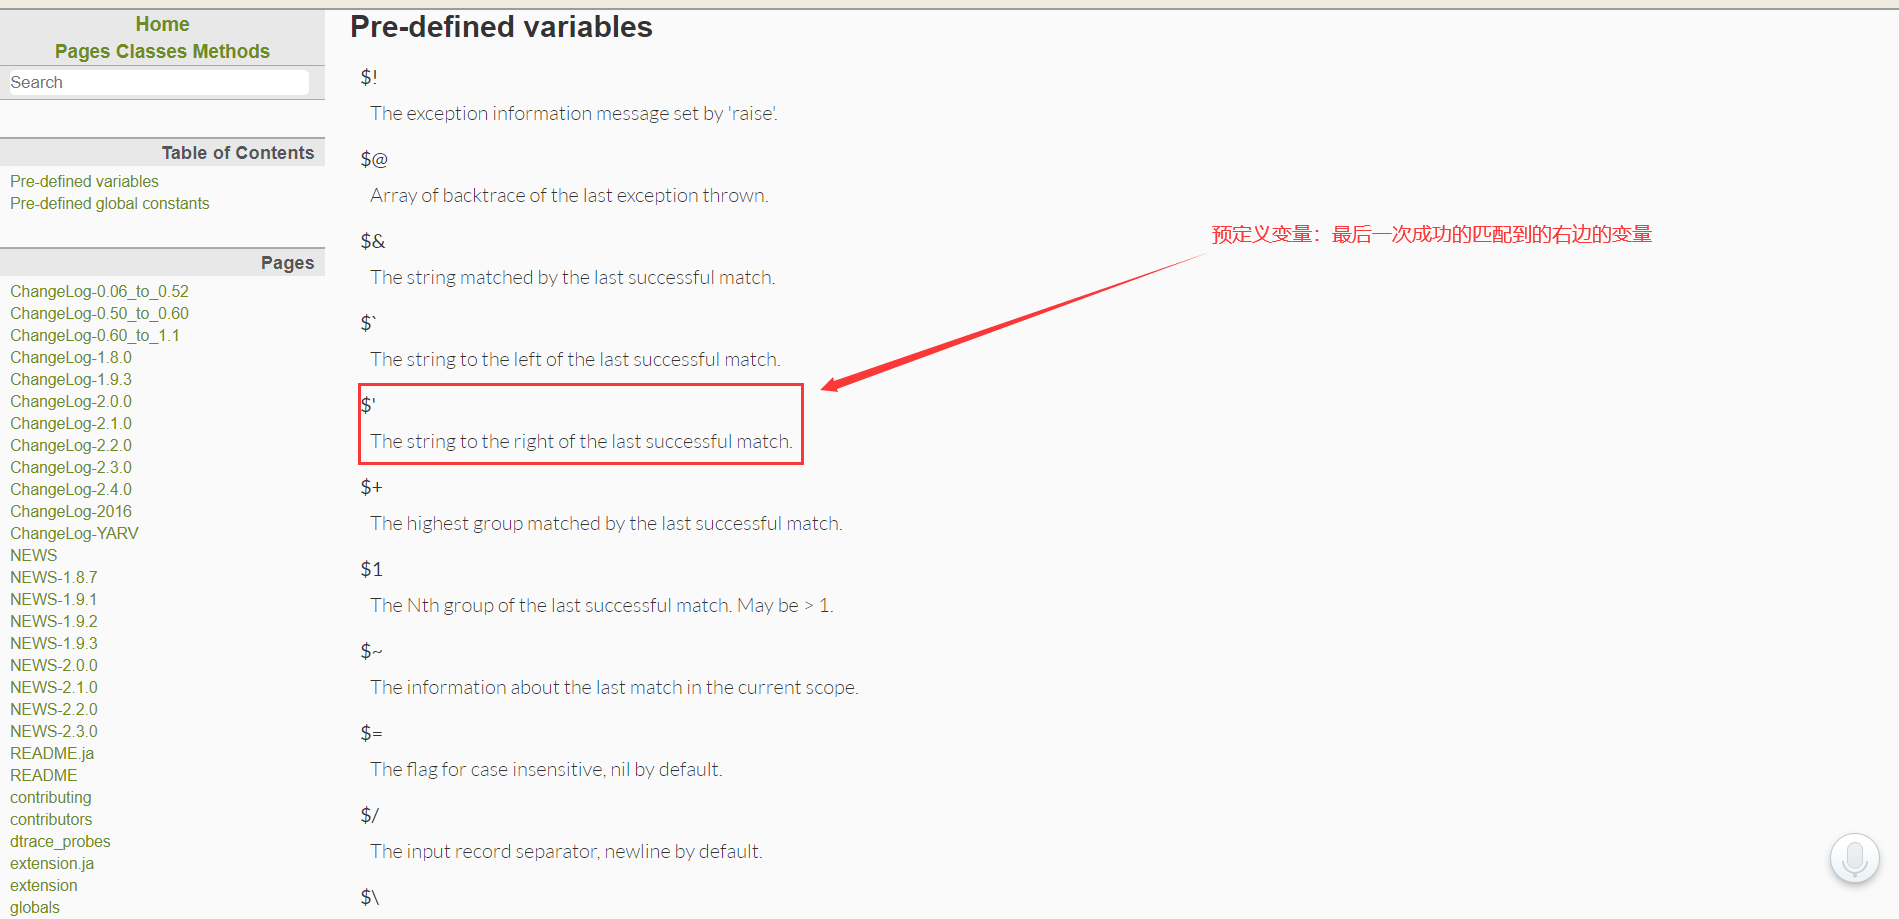 Home
Pages Classes Methods
Search
Table of Contents
Pre-defined variables
Pre-defined global constants
Pages
ChangeLog-0.06_to_0.52
ChangeLog-0.50_to_0.60
ChangeLog-0.60_to_1.1
ChangeLog-1.8.0
ChangeLog-1.9.3
ChangeLog-2.0.0
ChangeLog-2.1.0
ChangeLog-2.2.0
ChangeLog-2.3.0
ChangeLog-2.4.0
ChangeLog-2016
ChangeLog-YARV
NEWS
NEWS-1.8.7
NEWS-1.9.1
NEWS-1.9.2
NEWS-1.9.3
NEWS-2.0.0
NEWS-2.1.0
NEWS-2.2.0
NEWS-2.3.0
README.ja
README
contributing
contributors
dtrace_probes
extension.ja
extension
globals
Pre-defined variables
$!
The exception information message set by 'raise'.
$@
Array of backtrace of the last exception thrown.
$&
The string matched by the last successful match.
$`
The string to the left of the last successful match.
$'
The string to the right of the last successful match.
$+
The highest group matched by the last successful match.
$1
The Nth group of the last successful match. May be > 1.
$~
The information about the last match in the current scope.
$=
The flag for case insensitive, nil by default.
$/
The input record separator, newline by default.
$\
预定义变量：最后一次成功的匹配到的右边的变量